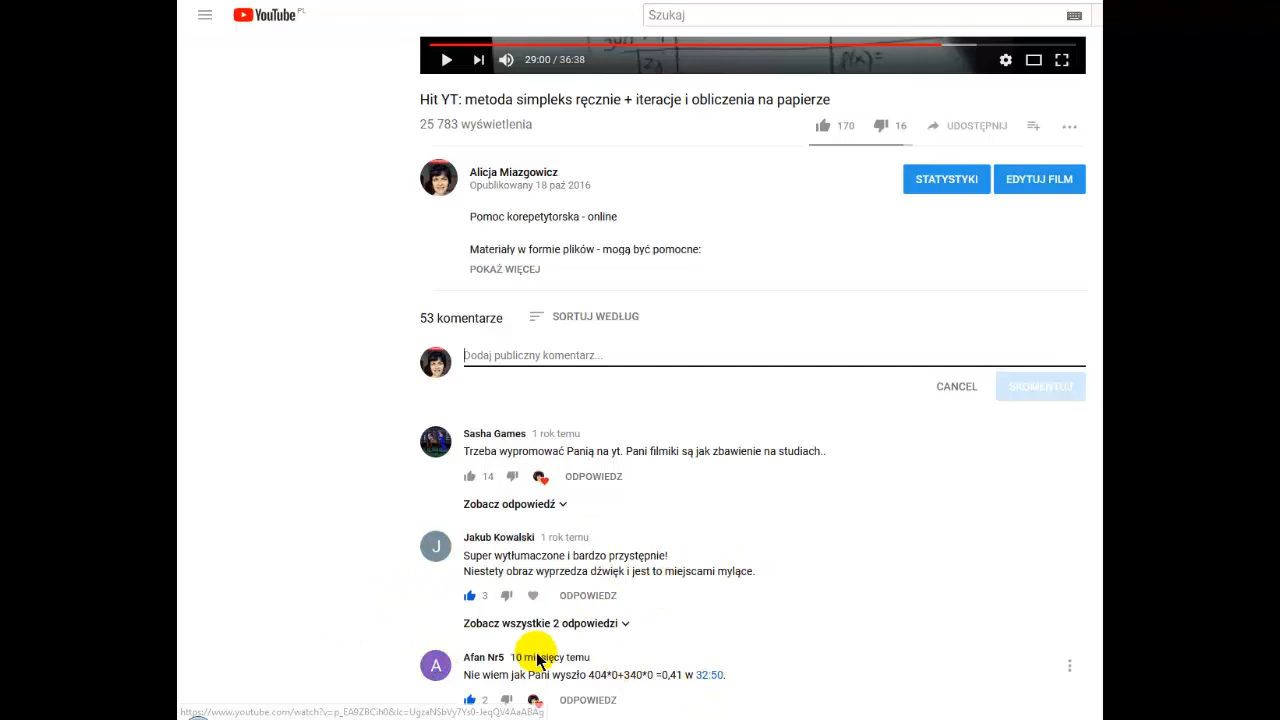 YouTube PL
Szukaj
29:00 / 36:38
Hit YT: metoda simpleks ręcznie + iteracje i obliczenia na papierze
25 783 wyświetlenia
170
16
UDOSTĘPNIJ
Alicja Miazgowicz
Opublikowany 18 paź 2016
STATYSTYKI
EDYTUJ FILM
Pomoc korepetytorska - online
Materiały w formie plików - mogą być pomocne:
POKAŻ WIĘCEJ
53 komentarze
SORTUJ WEDŁUG
Dodaj publiczny komentarz...
CANCEL
SKOMENTUJ
Sasha Games 1 rok temu
Trzeba wypromować Panią na yt. Pani filmiki są jak zbawienie na studiach..
14
ODPOWIEDZ
Zobacz odpowiedź
J
Jakub Kowalski 1 rok temu
Super wytłumaczone i bardzo przystępnie!
Niestety obraz wyprzedza dźwięk i jest to miejscami mylące.
3
ODPOWIEDZ
Zobacz wszystkie 2 odpowiedzi
A
Afan Nr5 10 miesięcy temu
Nie wiem jak Pani wyszło 404*0+340*0 =0,41 w 32:50.
2
ODPOWIEDZ